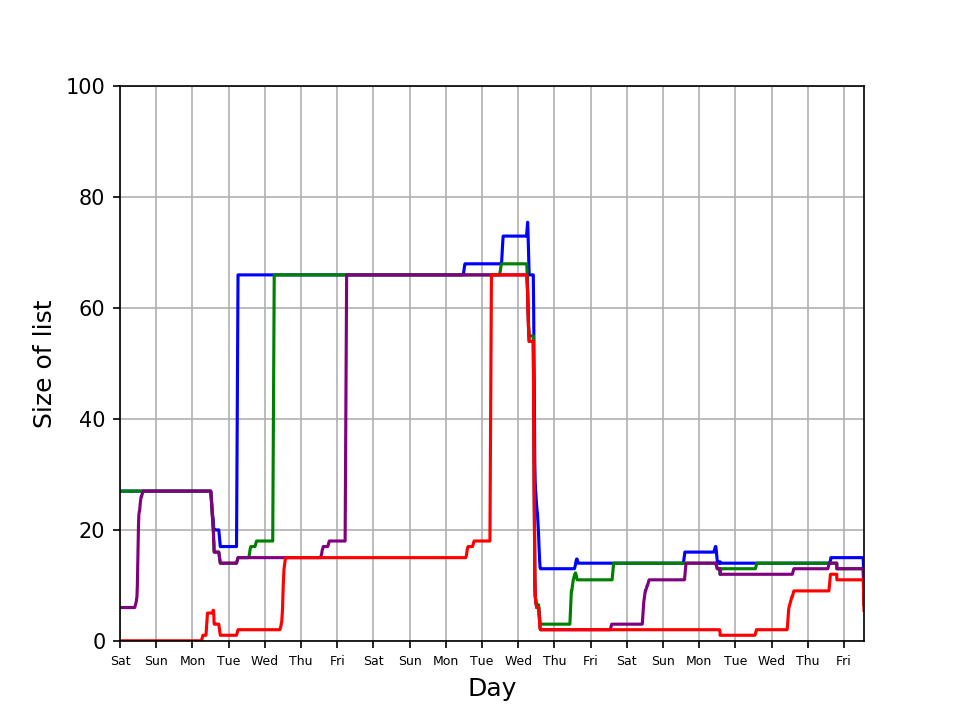 100
80
60
40
20
0
Size of list
Sat Sun Mon Tue Wed Thu Fri Sat Sun Mon Tue Wed Thu Fri Sat Sun Mon Tue Wed Thu Fri
Day